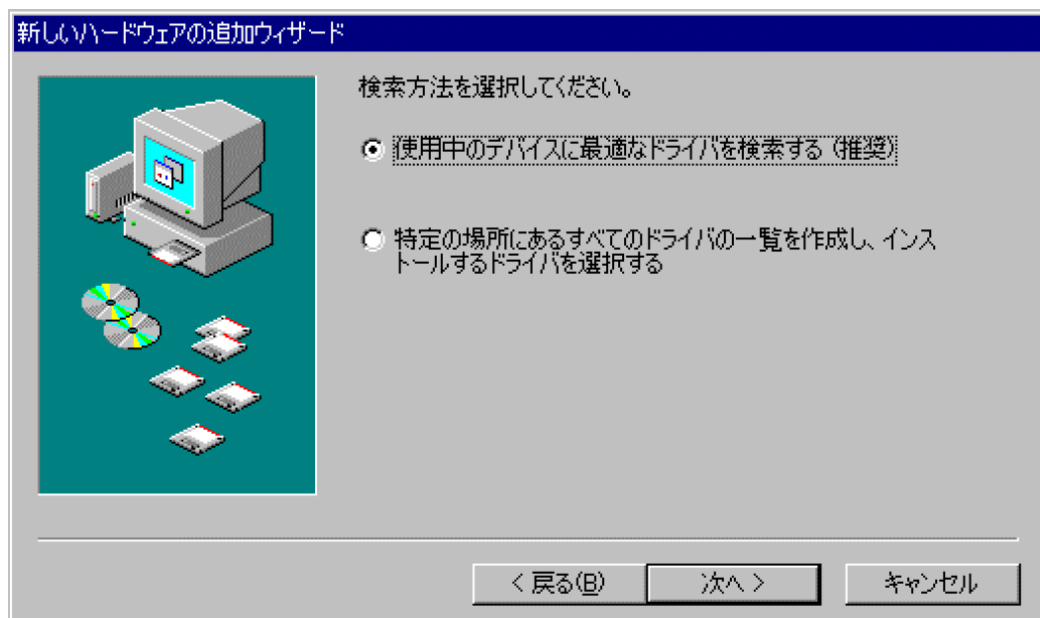 新しいハードウェアの追加ウィザード
検索方法を選択してください。
使用中のデバイスに最適なドライバを検索する (推奨)
特定の場所にあるすべてのドライバの一覧を作成し、インス
トールするドライバを選択する
< 戻る(B)
次へ >
キャンセル